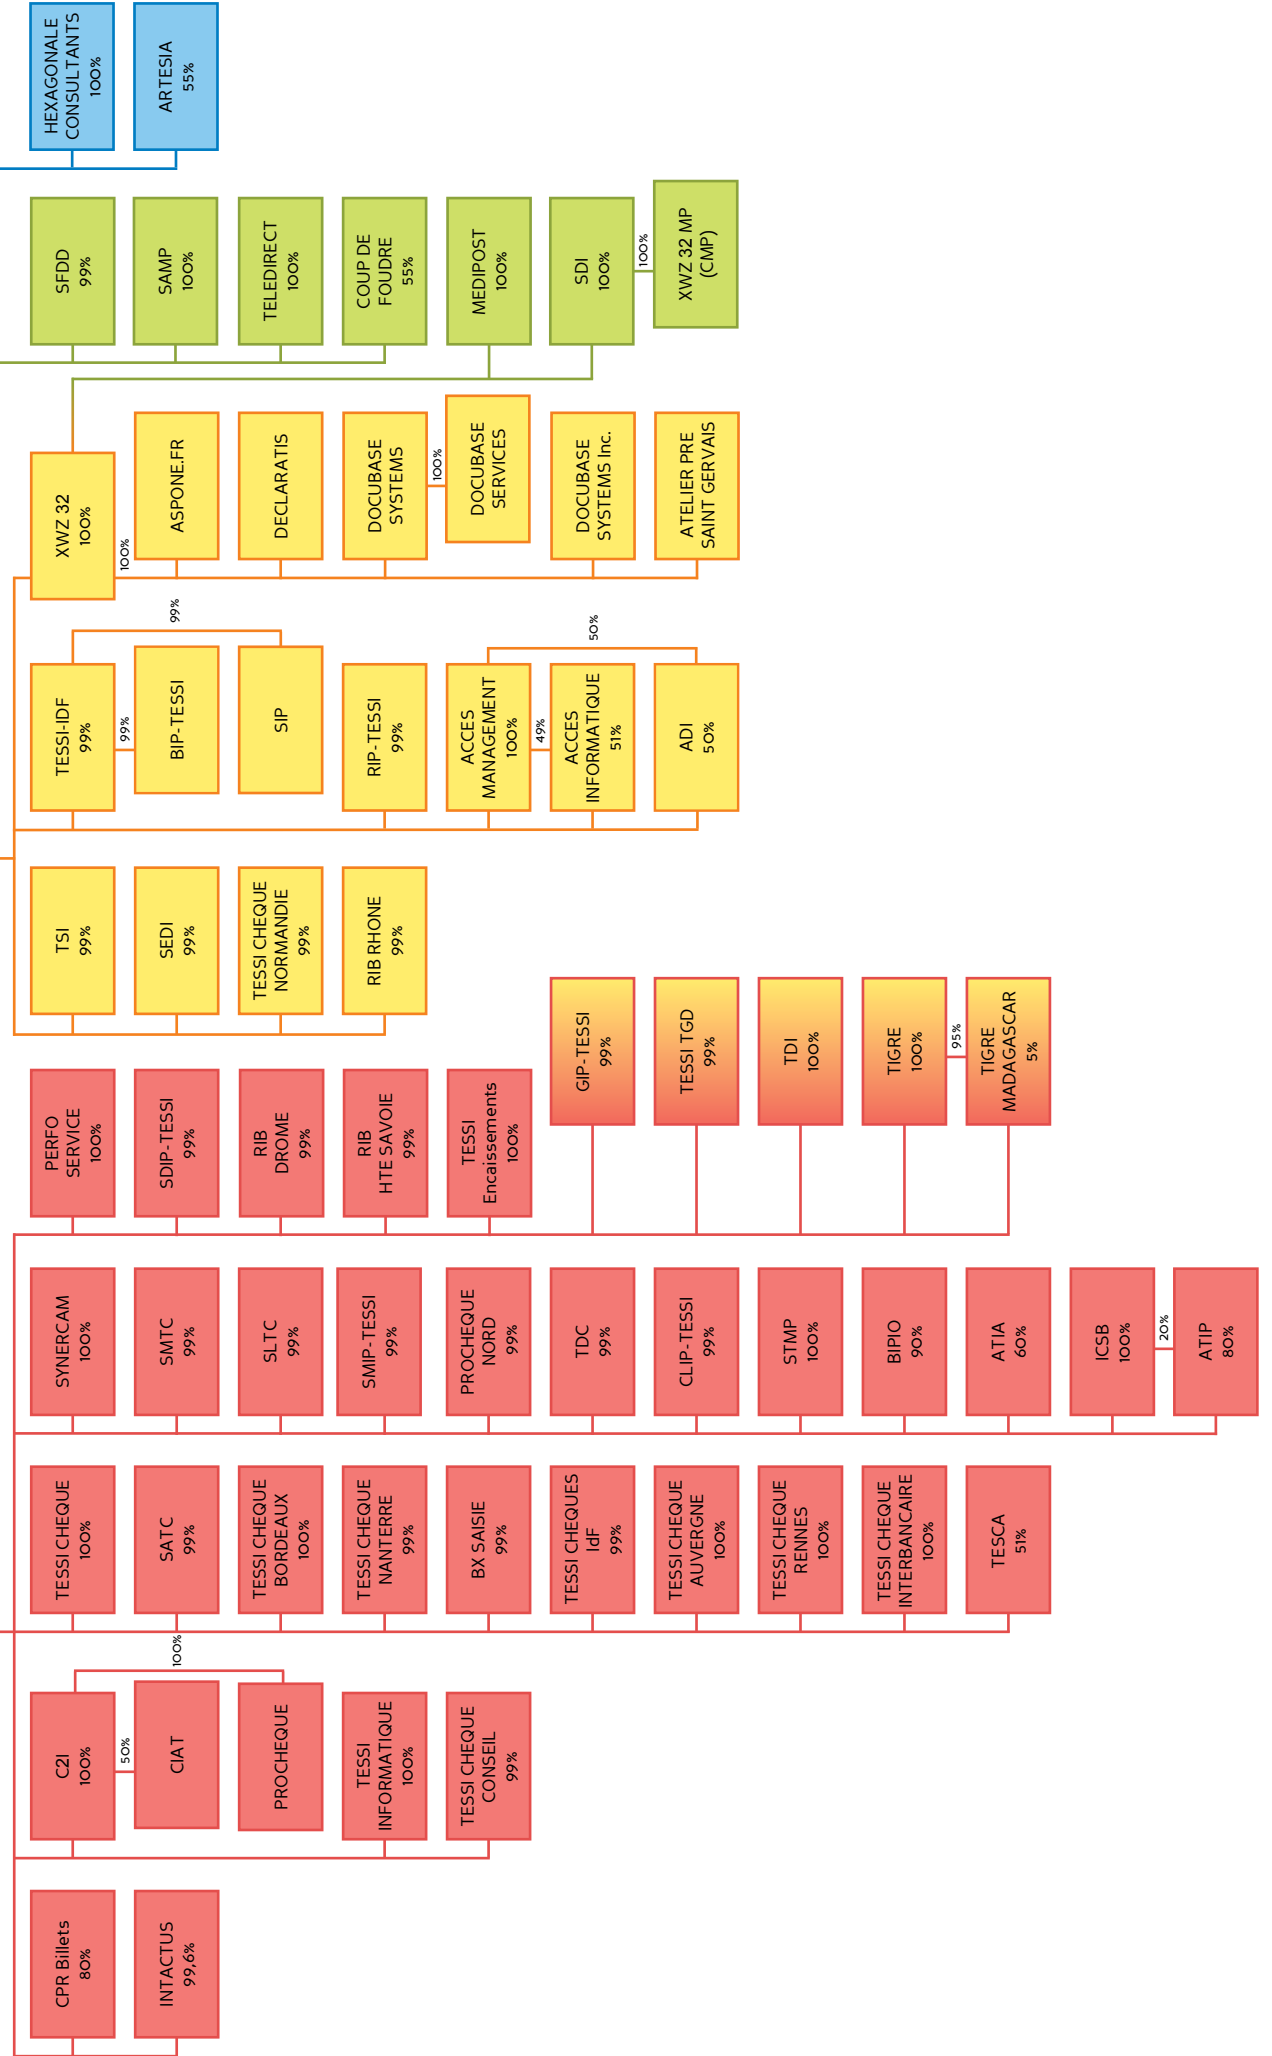 CPR Billets
80%
INTACTUS
99,6%
C2I
100%
50%
CIAT
100%
PROCHEQUE
TESSI
INFORMATIQUE
100%
TESSI CHEQUE
CONSEIL
99%
TESSI CHEQUE
100%
SATC
99%
TESSI CHEQUE
BORDEAUX
100%
TESSI CHEQUE
NANTERRE
99%
BX SAISIE
99%
TESSI CHEQUES
IdF
99%
TESSI CHEQUE
AUVERGNE
100%
TESSI CHEQUE
RENNES
100%
TESSI CHEQUE
INTERBANCAIRE
100%
TESCA
51%
SYNERCAM
100%
SMTC
99%
SLTC
99%
SMIP-TESSI
99%
PROCHEQUE
NORD
99%
TDC
99%
CLIP-TESSI
99%
STMP
100%
BIPIO
90%
ATIA
60%
ICSB
100%
20%
ATIP
80%
PERFO
SERVICE
100%
SDIP-TESSI
99%
RIB
DROME
99%
RIB
HTE SAVOIE
99%
TESSI
Encaissements
100%
GIP-TESSI
99%
TESSI TGD
99%
TDI
100%
TIGRE
100%
95%
TIGRE
MADAGASCAR
5%
TSI
99%
SEDI
99%
TESSI CHEQUE
NORMANDIE
99%
RIB RHONE
99%
TESSI-IDF
99%
99%
BIP-TESSI
99%
SIP
RIP-TESSI
99%
ACCES
MANAGEMENT
100%
49%
ACCES
INFORMATIQUE
51%
50%
ADI
50%
XWZ 32
100%
100%
ASPONE.FR
DECLARATIS
DOCUBASE
SYSTEMS
100%
DOCUBASE
SERVICES
DOCUBASE
SYSTEMS Inc.
ATELIER PRE
SAINT GERVAIS
SFDD
99%
SAMP
100%
TELEDIRECT
100%
COUP DE
FOUDRE
55%
MEDIPOST
100%
SDI
100%
100%
XWZ 32 MP
(CMP)
HEXAGONALE
CONSULTANTS
100%
ARTESIA
55%